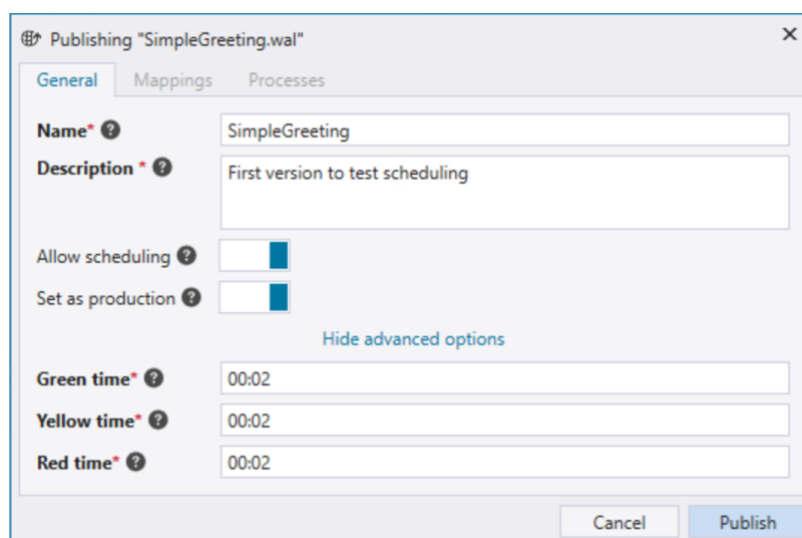 Publishing "SimpleGreeting.wal"
General Mappings Processes
Name* SimpleGreeting
Description * First version to test scheduling
Allow scheduling
Set as production
Hide advanced options
Green time* 00:02
Yellow time* 00:02
Red time* 00:02
Cancel Publish